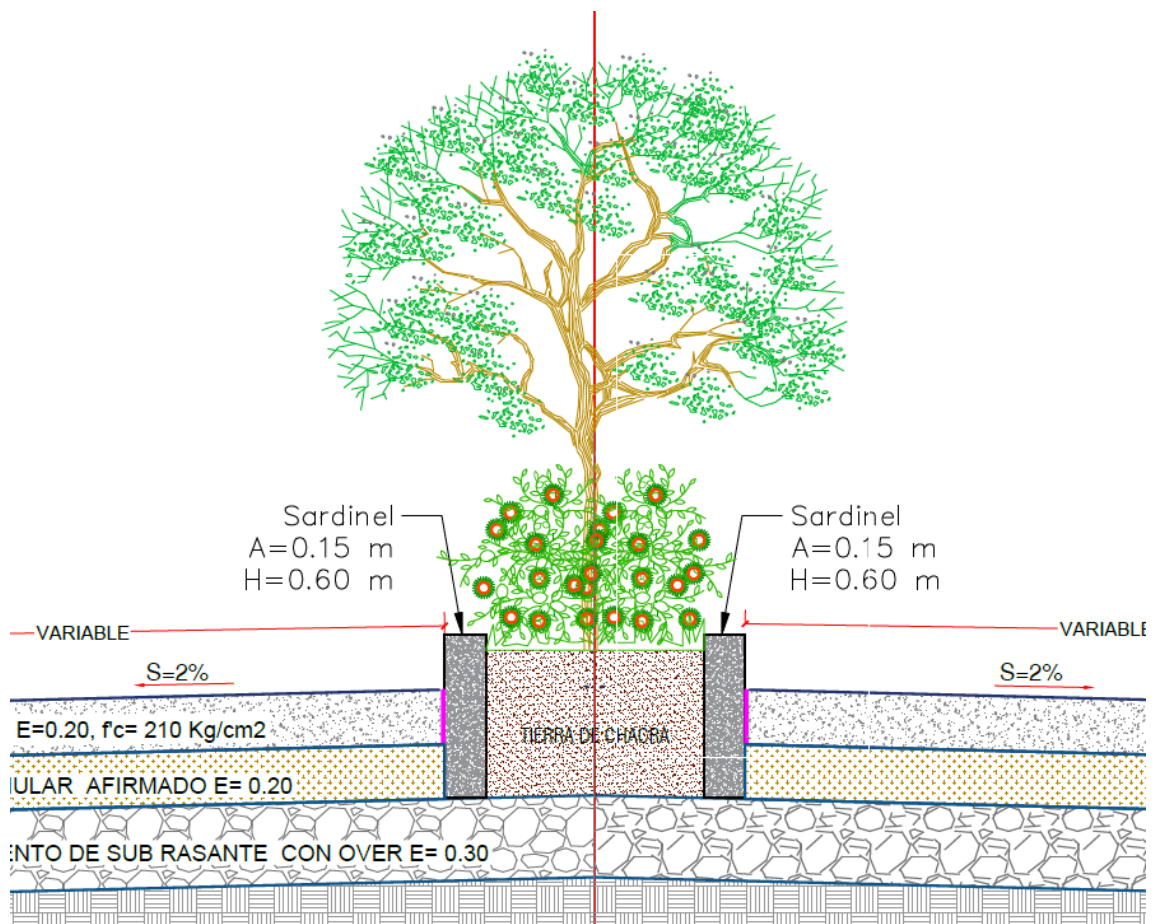 Sardinel
A=0.15 m
H=0.60 m
Sardinel
A=0.15 m
H=0.60 m
VARIABLE
VARIABLE
S=2%
S=2%
E=0.20, f'c= 210 Kg/cm2
TIERRA DE CHACRA
ULAR AFIRMADO E= 0.20
ENTO DE SUB RASANTE CON OVER E= 0.30